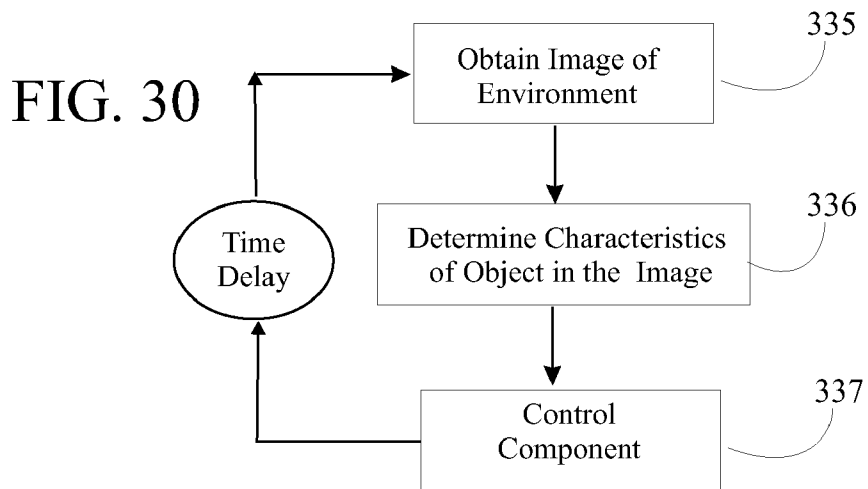 FIG. 30
335
Obtain Image of
Environment
336
Determine Characteristics
of Object in the Image
Time
Delay
337
Control
Component